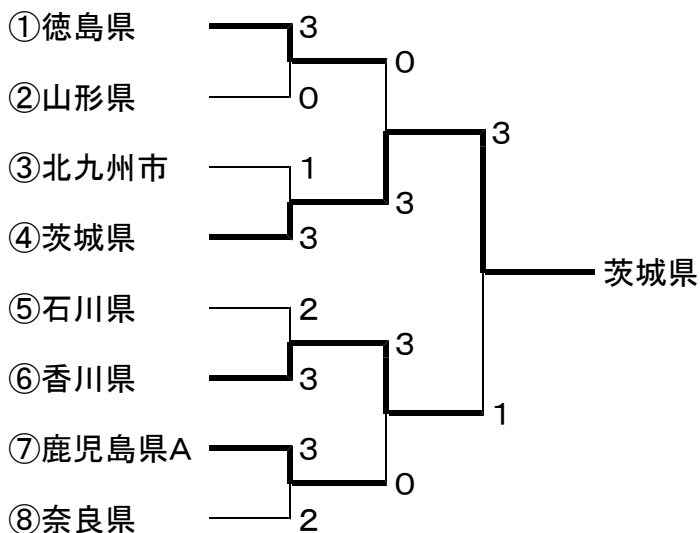 ①徳島県 3
0
②山形県 0
3
③北九州市 1
3
④茨城県 3
茨城県
⑤石川県 2
3
⑥香川県 3
1
⑦鹿児島県A 3
0
⑧奈良県 2